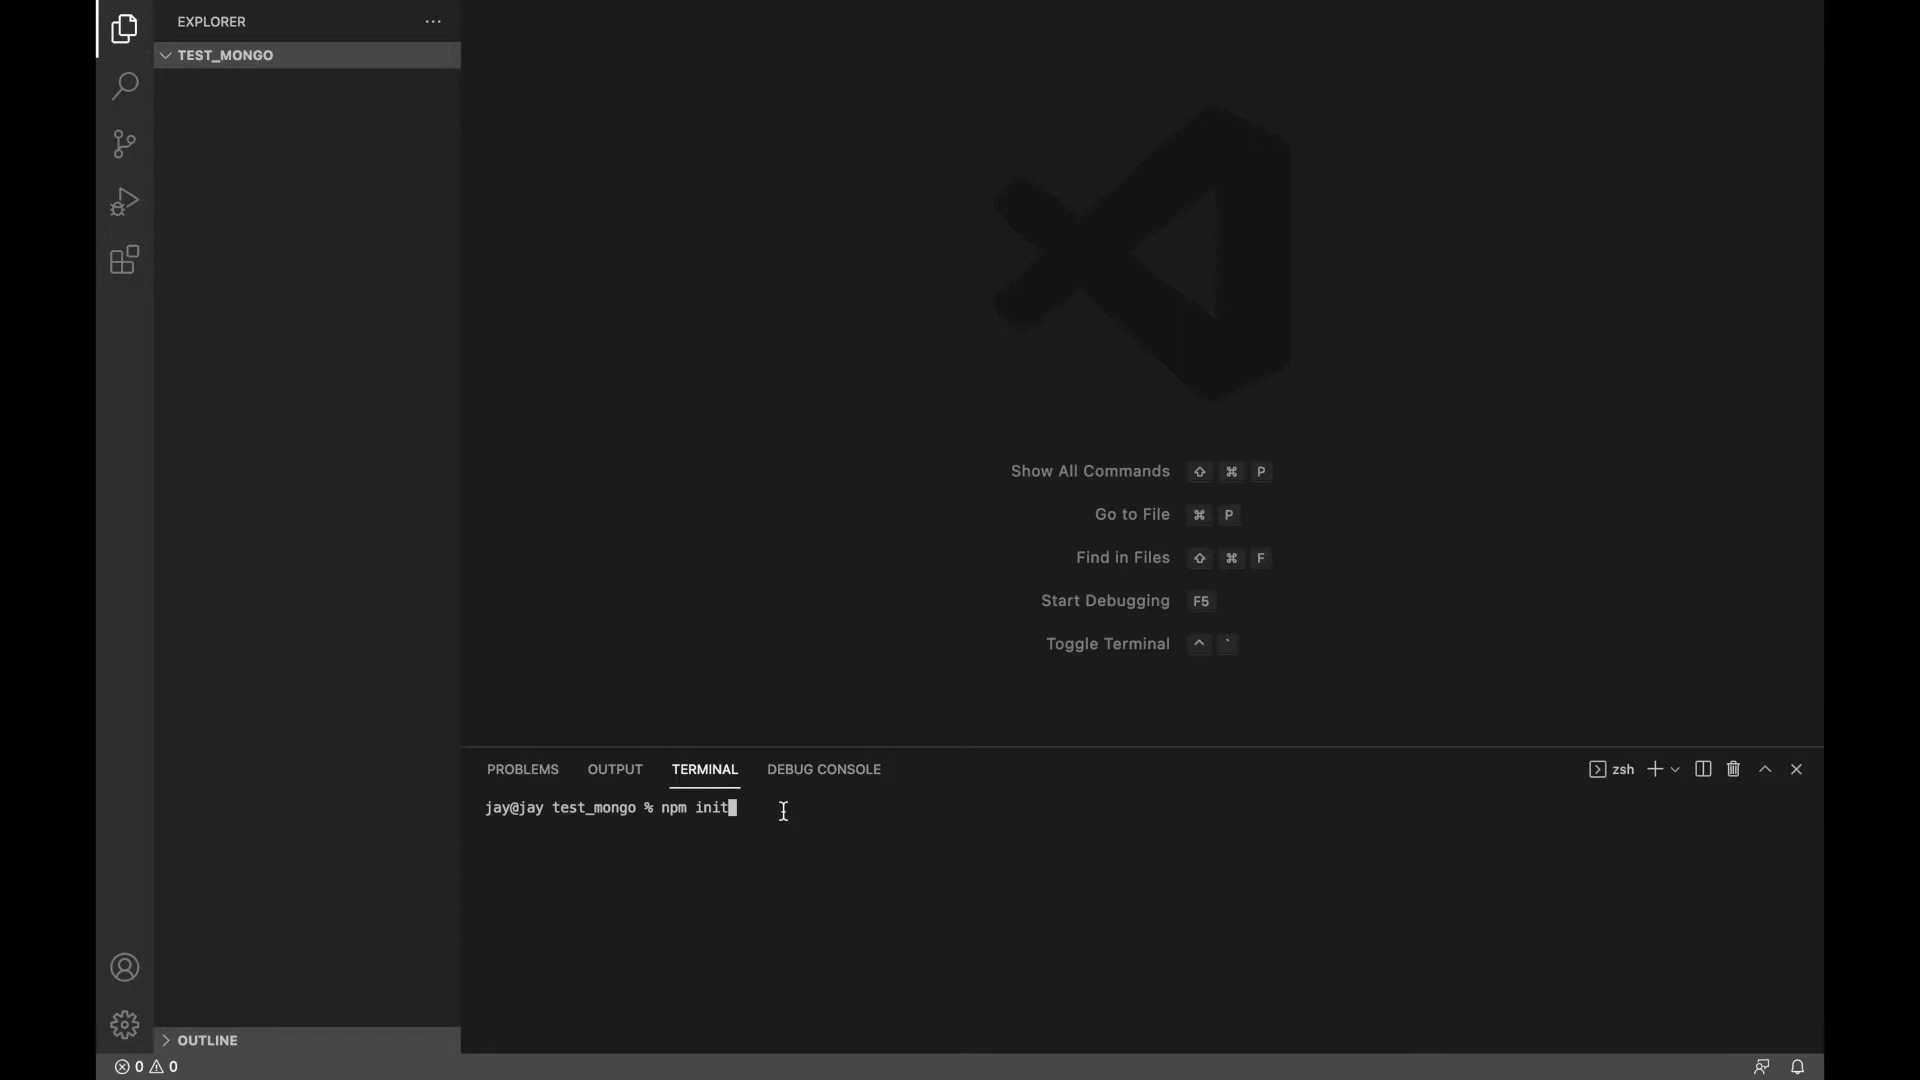 EXPLORER ...
TEST_MONGO
Show All Commands ⇧ ⌘ P
Go to File ⌘ P
Find in Files ⇧ ⌘ F
Start Debugging F5
Toggle Terminal ^ `
PROBLEMS OUTPUT TERMINAL DEBUG CONSOLE zsh
jay@jay test_mongo % npm init
OUTLINE
0 0